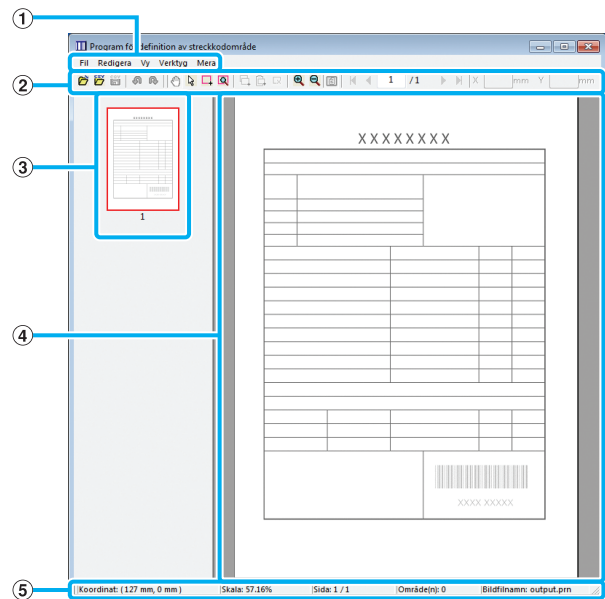 1
Program för definition av streckkodområde
Fil Redigera Vy Verktyg Mera
2
1 /1 X mm Y mm
XXXXXXXX
3
1
XXXXXXXX
4
XXXX XXXXX
5
Koordinat: ( 127 mm, 0 mm ) Skala: 57.16% Sida: 1 / 1 Område(n): 0 Bildfilnamn: output.prn